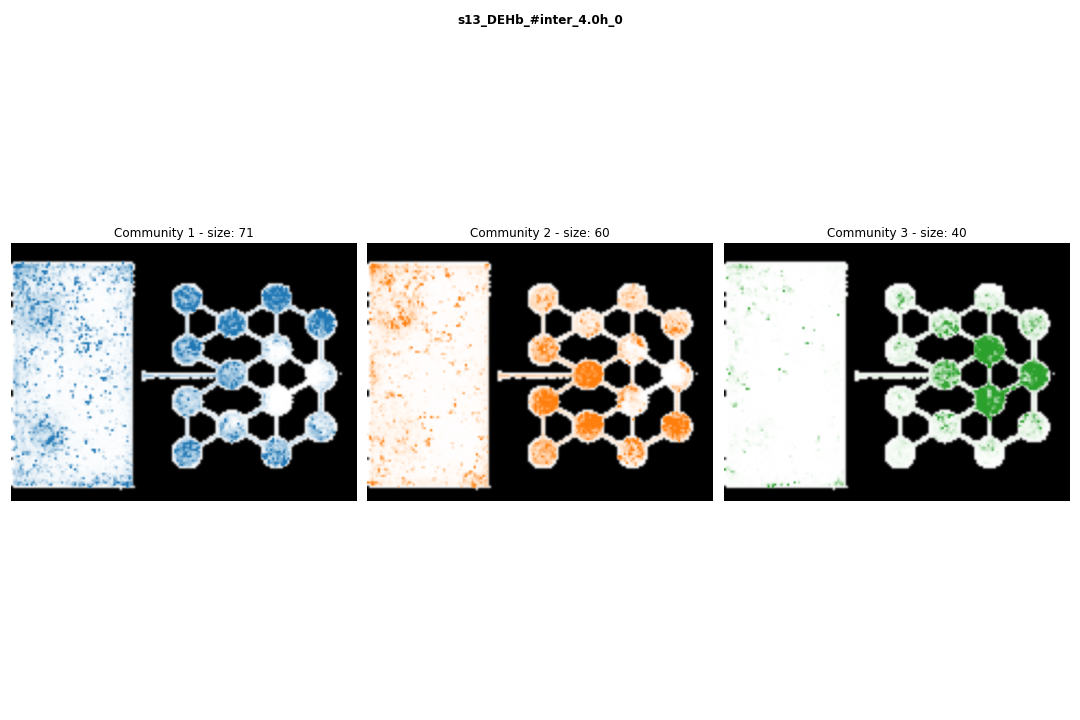 s13_DEHb_#inter_4.0h_0
Community 1 - size: 71
Community 2 - size: 60
Community 3 - size: 40